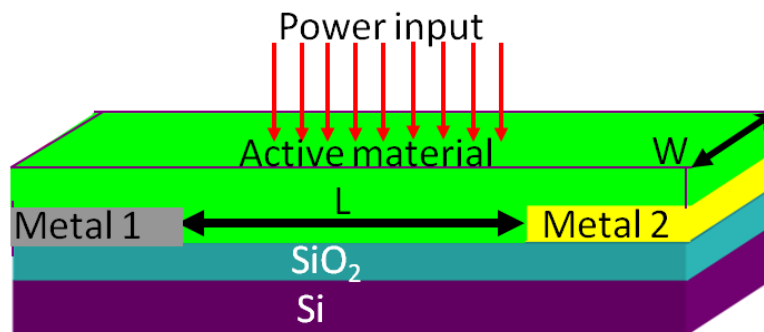 Power input
Active material
W
L
Metal 1
Metal 2
SiO₂
Si